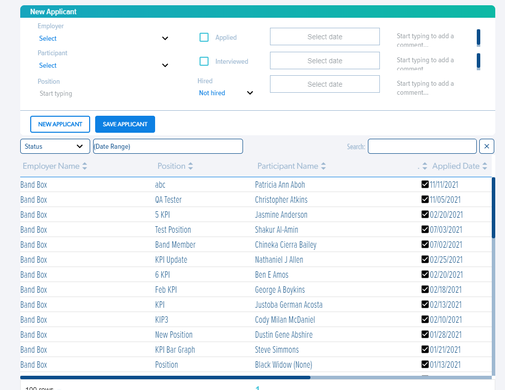 New Applicant
Employer
Select
Applied
Select date
Start typing to add a comment...
Participant
Select
Interviewed
Select date
Start typing to add a comment...
Position
Start typing
Hired
Not hired
Select date
Start typing to add a comment...
NEW APPLICANT SAVE APPLICANT
Status (Date Range) Search: ×
Employer Name Position Participant Name . Applied Date
Band Box abc Patricia Ann Aboh 11/11/2021
Band Box QA Tester Christopher Atkins 11/05/2021
Band Box 5 KPI Jasmine Anderson 02/20/2021
Band Box Test Position Shakur Al-Amin 07/03/2021
Band Box Band Member Chineka Cierra Bailey 07/02/2021
Band Box KPI Update Nathaniel J Allen 02/25/2021
Band Box 6 KPI Ben E Amos 02/20/2021
Band Box Feb KPI George A Boykins 02/18/2021
Band Box KPI Justoba German Acosta 02/13/2021
Band Box KIP3 Cody Milan McDaniel 02/10/2021
Band Box New Position Dustin Gene Abshire 01/28/2021
Band Box KPI Bar Graph Steve Simmons 01/21/2021
Band Box Position Black Widow (None) 01/13/2021